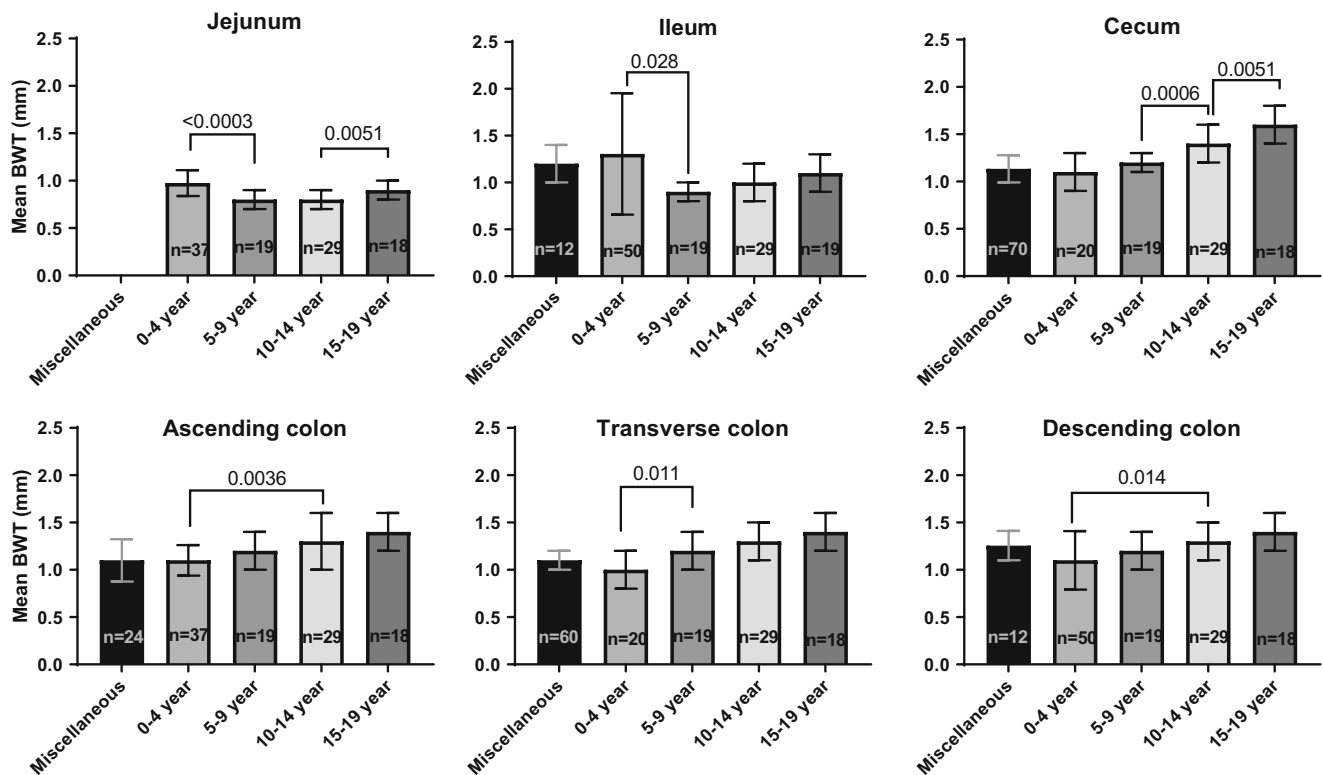 Jejunum
Mean BWT (mm)
2.5
2.0
1.5
1.0
0.5
0.0
<0.0003
0.0051
n=37
n=19
n=29
n=18
Miscellaneous
0-4 year
5-9 year
10-14 year
15-19 year
Ileum
2.5
2.0
1.5
1.0
0.5
0.0
0.028
n=12
n=50
n=19
n=29
n=19
Miscellaneous
0-4 year
5-9 year
10-14 year
15-19 year
Cecum
2.5
2.0
1.5
1.0
0.5
0.0
0.0006
0.0051
n=70
n=20
n=19
n=29
n=18
Miscellaneous
0-4 year
5-9 year
10-14 year
15-19 year
Ascending colon
Mean BWT (mm)
2.5
2.0
1.5
1.0
0.5
0.0
0.0036
n=24
n=37
n=19
n=29
n=18
Miscellaneous
0-4 year
5-9 year
10-14 year
15-19 year
Transverse colon
2.5
2.0
1.5
1.0
0.5
0.0
0.011
n=60
n=20
n=19
n=29
n=18
Miscellaneous
0-4 year
5-9 year
10-14 year
15-19 year
Descending colon
2.5
2.0
1.5
1.0
0.5
0.0
0.014
n=12
n=50
n=19
n=29
n=18
Miscellaneous
0-4 year
5-9 year
10-14 year
15-19 year